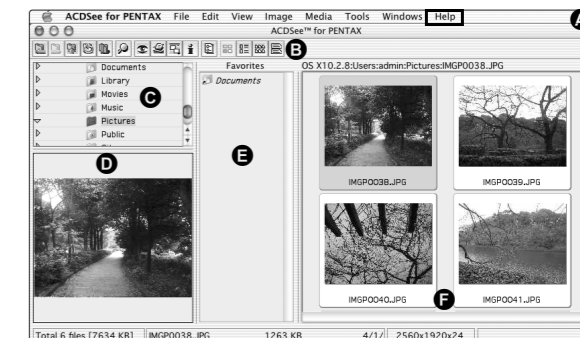 ACDSee for PENTAX File Edit View Image Media Tools Windows Help A
ACDSee™ for PENTAX
B
Documents
Library
Movies
Music
Pictures
Public
C
Favorites
Documents
E
OS X10.2.8:Users:admin:Pictures:IMGP0038.JPG
IMGP0038.JPG IMGP0039.JPG
IMGP0040.JPG IMGP0041.JPG
F
D
Total 6 files [7634 KB] IMGP0038.JPG 1263 KB 4/1/ 2560x1920x24